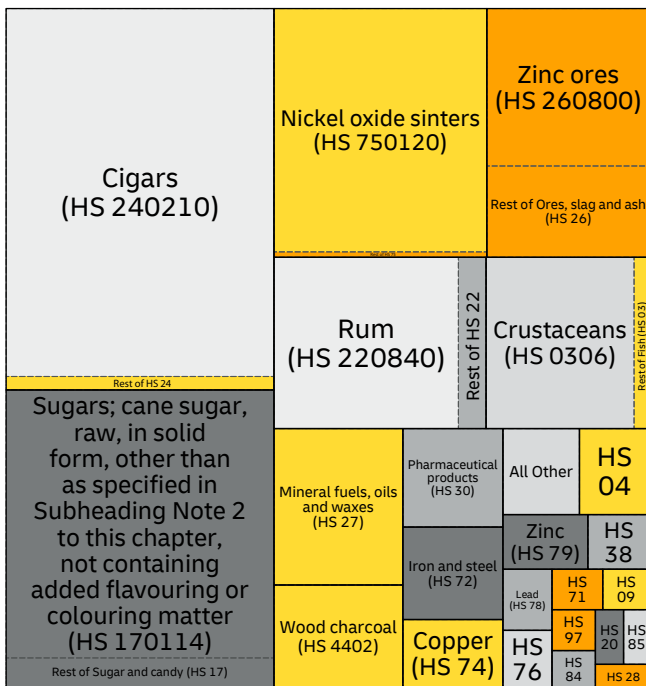 Cigars
(HS 240210)
Rest of HS 24
Sugars; cane sugar,
raw, in solid
form, other than
as specified in
Subheading Note 2
to this chapter,
not containing
added flavouring or
colouring matter
(HS 170114)
Rest of Sugar and candy (HS 17)
Nickel oxide sinters
(HS 750120)
Zinc ores
(HS 260800)
Rest of Ores, slag and ash
(HS 26)
Rum
(HS 220840)
Rest of HS 22
Crustaceans
(HS 0306)
Rest of Fish (HS 03)
Mineral fuels, oils
and waxes
(HS 27)
Wood charcoal
(HS 4402)
Pharmaceutical
products
(HS 30)
Iron and steel
(HS 72)
Copper
(HS 74)
All Other
HS
04
Zinc
(HS 79)
HS
38
Lead
(HS 78)
HS
76
HS
71
HS
09
HS
97
HS
84
HS
20
HS
85
HS 28